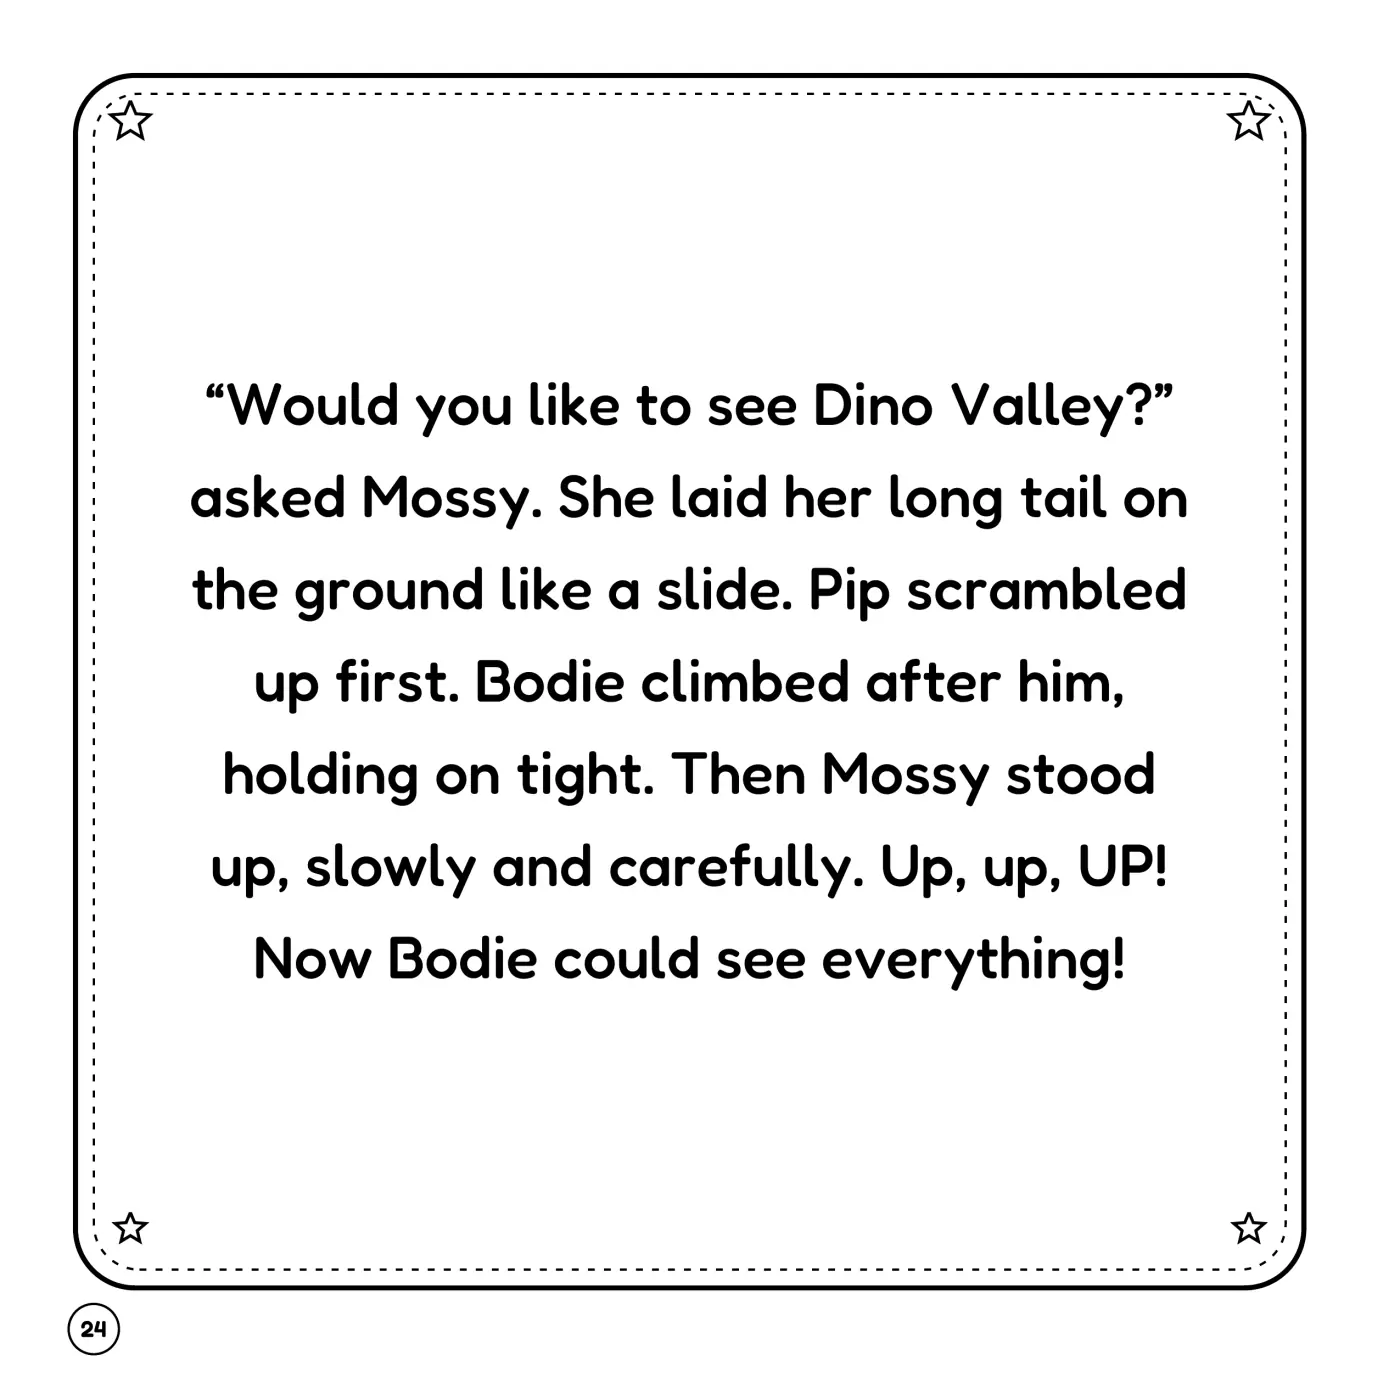 “Would you like to see Dino Valley?”
asked Mossy. She laid her long tail on
the ground like a slide. Pip scrambled
up first. Bodie climbed after him,
holding on tight. Then Mossy stood
up, slowly and carefully. Up, up, UP!
Now Bodie could see everything!
24